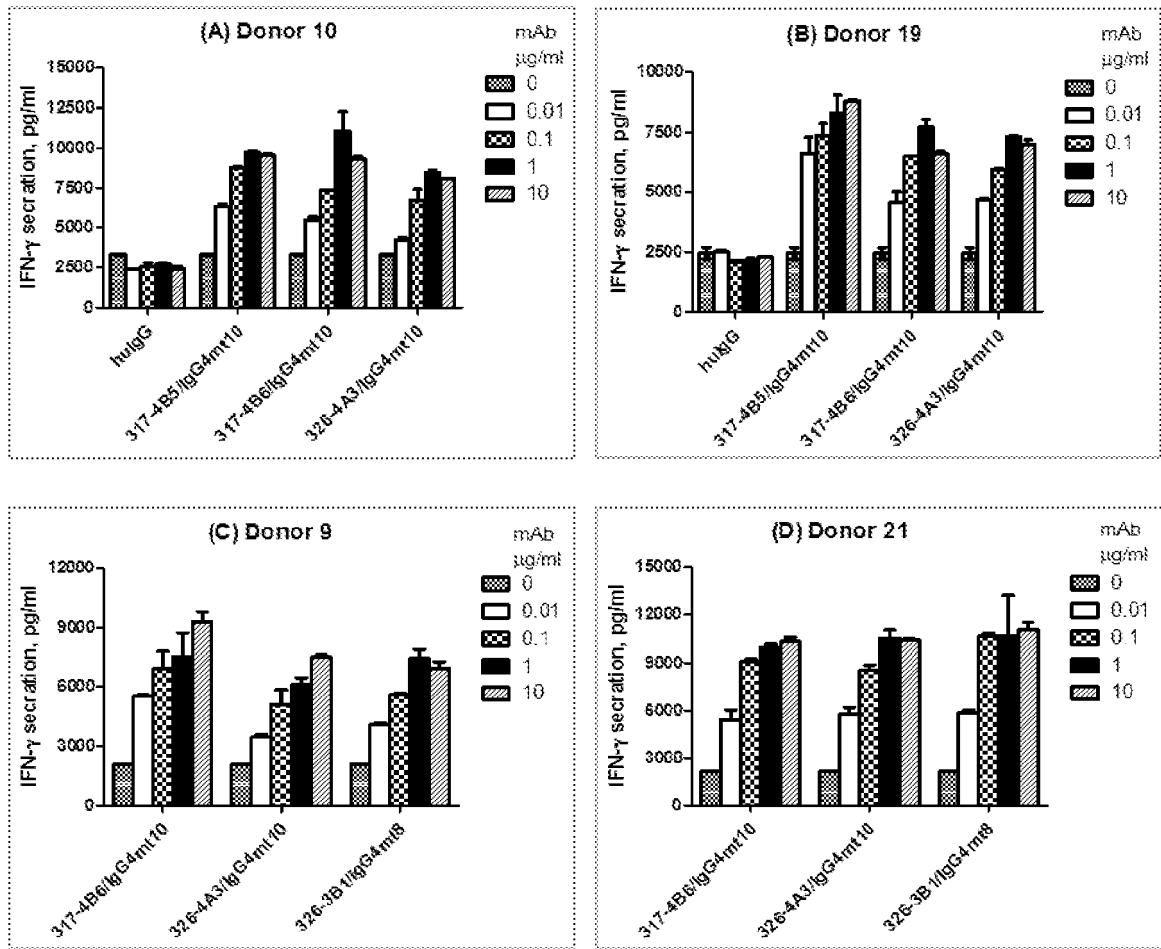 (A) Donor 10
IFN-γ secration, pg/ml
15000
12500
10000
7500
5000
2500
0
huIgG
317-4B5/IgG4mt10
317-4B6/IgG4mt10
326-4A3/IgG4mt10
mAb
μg/ml
0
0.01
0.1
1
10
(B) Donor 19
IFN-γ secration, pg/ml
10000
7500
5000
2500
0
huIgG
317-4B5/IgG4mt10
317-4B6/IgG4mt10
326-4A3/IgG4mt10
mAb
μg/ml
0
0.01
0.1
1
10
(C) Donor 9
IFN-γ secration, pg/ml
12000
9000
6000
3000
0
317-4B6/IgG4mt10
326-4A3/IgG4mt10
326-3B1/IgG4mt8
mAb
μg/ml
0
0.01
0.1
1
10
(D) Donor 21
IFN-γ secration, pg/ml
15000
12000
9000
6000
3000
0
317-4B6/IgG4mt10
326-4A3/IgG4mt10
326-3B1/IgG4mt8
mAb
μg/ml
0
0.01
0.1
1
10